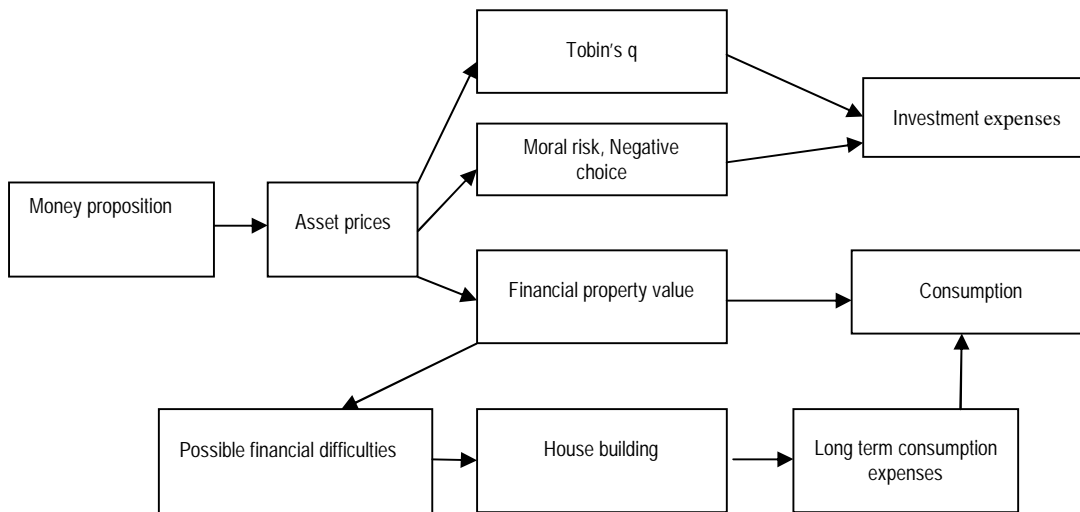 Tobin's q
Investment expenses
Moral risk, Negative
choice
Money proposition
Asset prices
Financial property value
Consumption
Possible financial difficulties
House building
Long term consumption
expenses